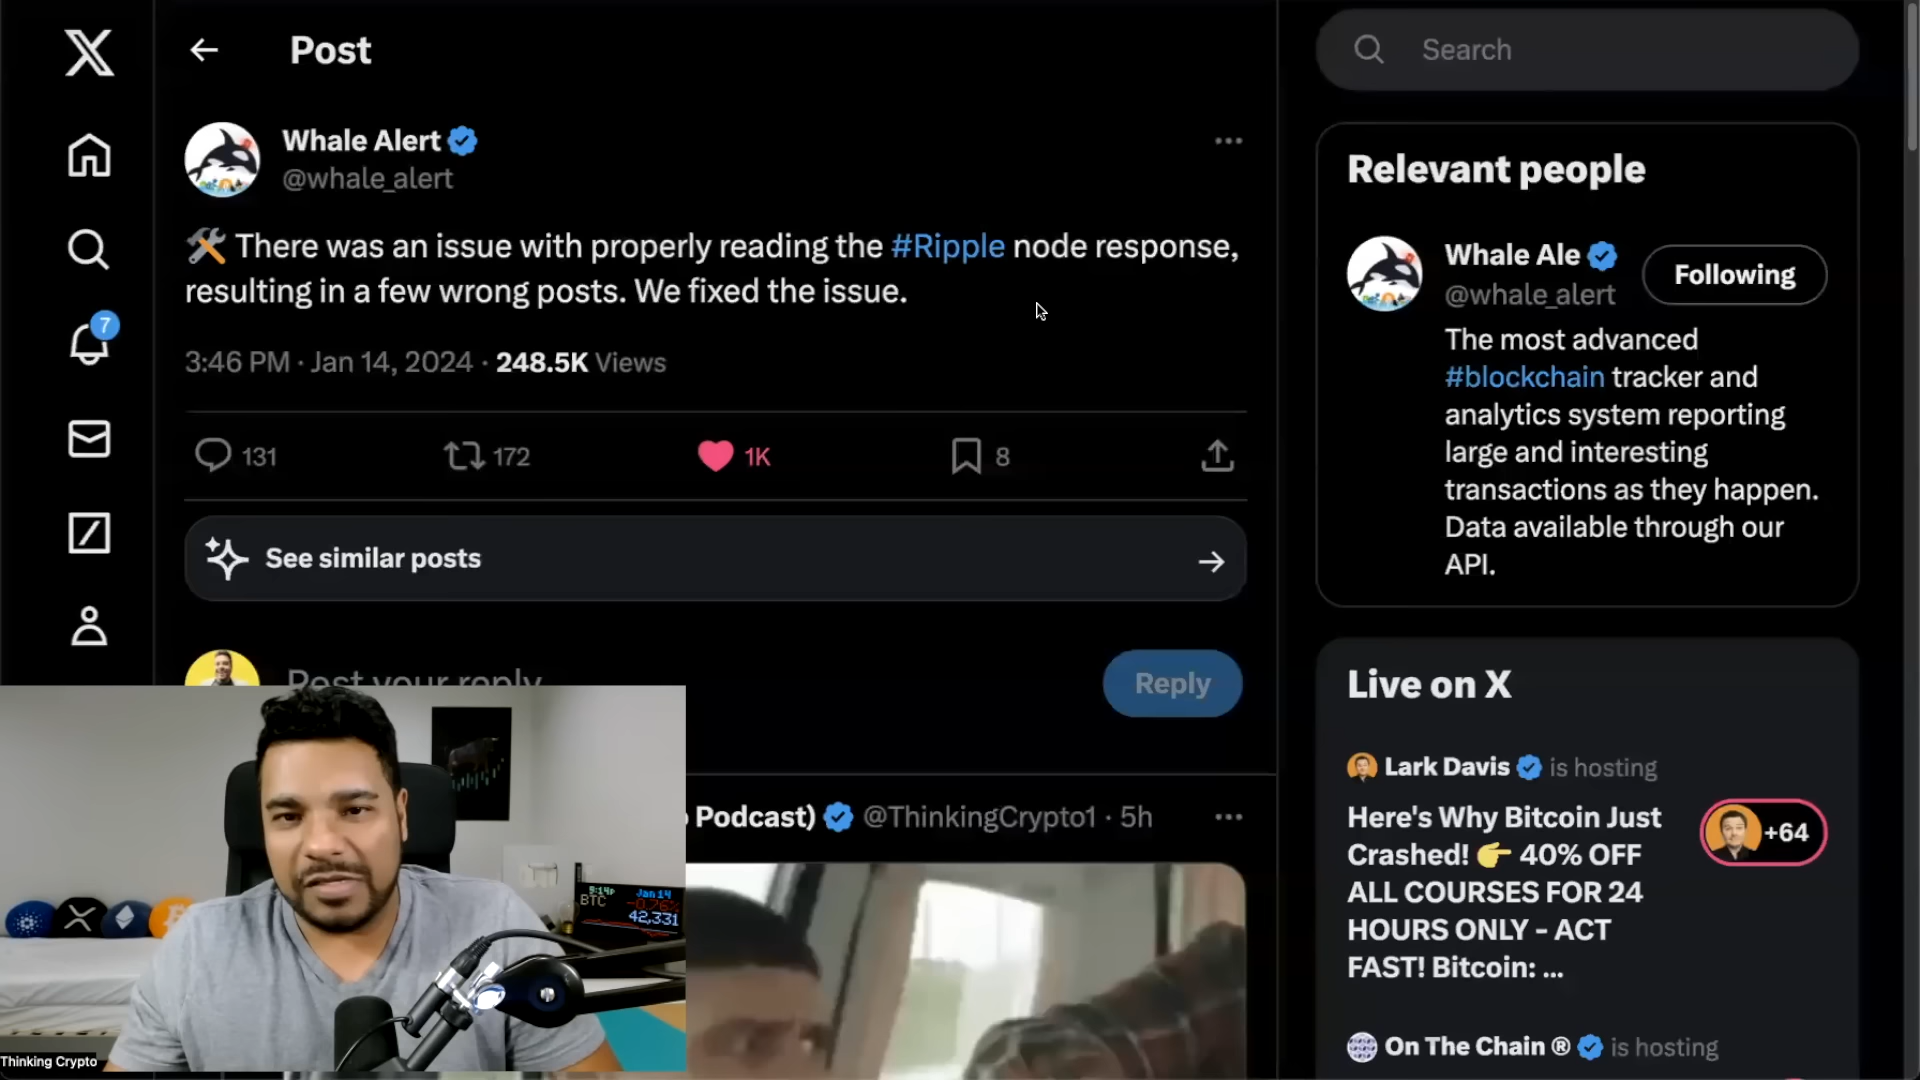 Post
Search
Whale Alert
@whale_alert
🛠 There was an issue with properly reading the #Ripple node response,
resulting in a few wrong posts. We fixed the issue.
3:46 PM · Jan 14, 2024 · 248.5K Views
131
172
1K
8
See similar posts
Post your reply
Reply
Podcast) @ThinkingCrypto1 · 5h
7
Relevant people
Whale Ale
@whale_alert
Following
The most advanced
#blockchain tracker and
analytics system reporting
large and interesting
transactions as they happen.
Data available through our
API.
Live on X
Lark Davis is hosting
Here's Why Bitcoin Just
Crashed! 👉 40% OFF
ALL COURSES FOR 24
HOURS ONLY - ACT
FAST! Bitcoin: ...
+64
On The Chain ® is hosting
Jan 14
BTC
-0.76%
42,331
Thinking Crypto